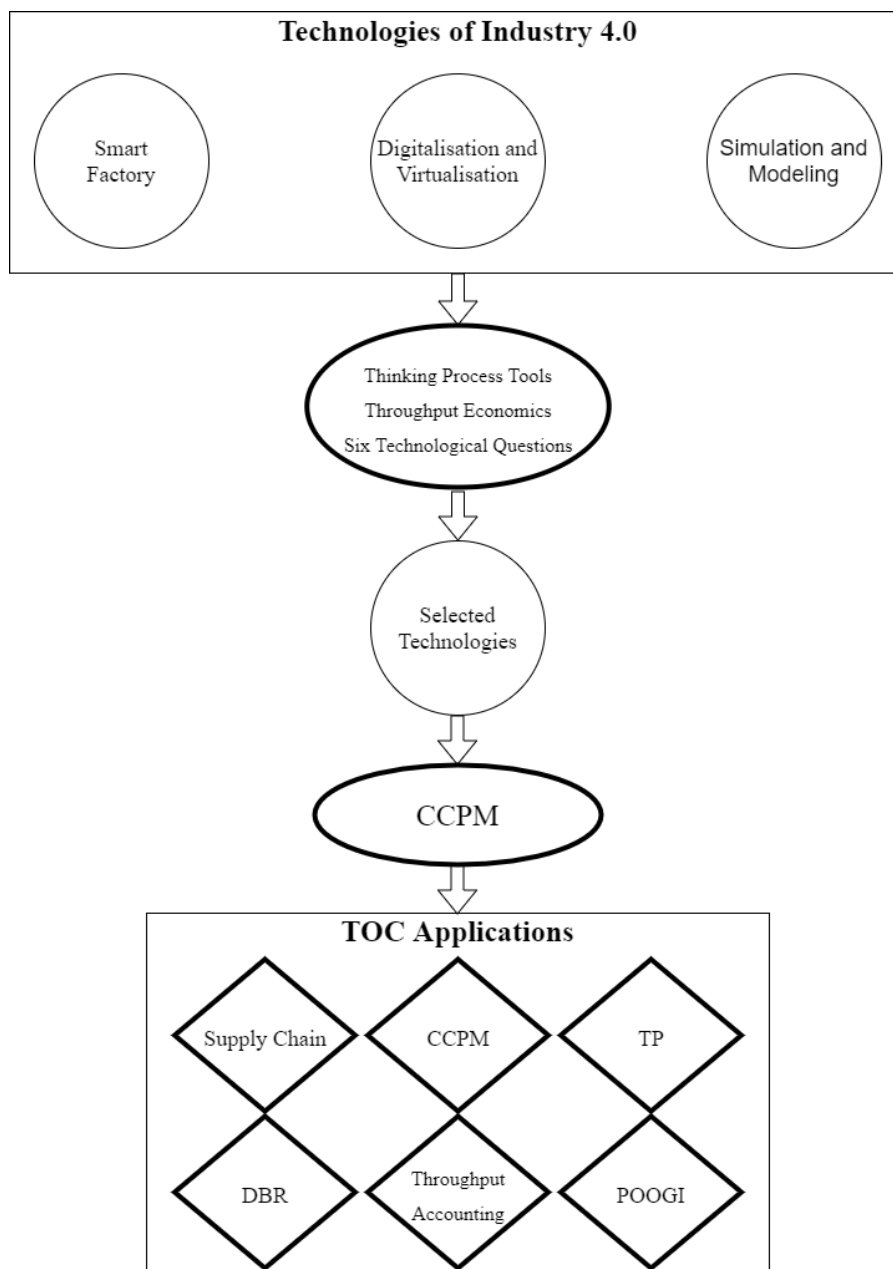 Technologies of Industry 4.0
Smart
Factory
Digitalisation and
Virtualisation
Simulation and
Modeling
Thinking Process Tools
Throughput Economics
Six Technological Questions
Selected
Technologies
CCPM
TOC Applications
Supply Chain
CCPM
TP
DBR
Throughput
Accounting
POOGI